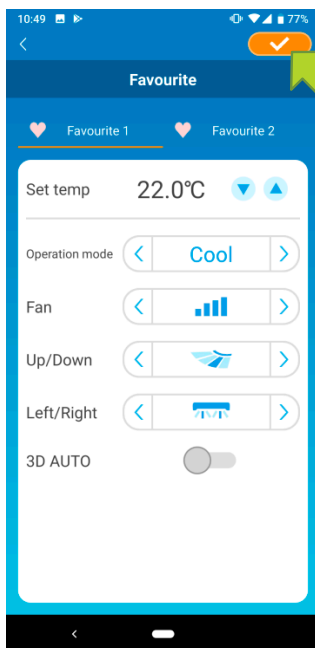 10:49 77%
Favourite
Favourite 1 Favourite 2
Set temp 22.0°C
Operation mode Cool
Fan
Up/Down
Left/Right
3D AUTO